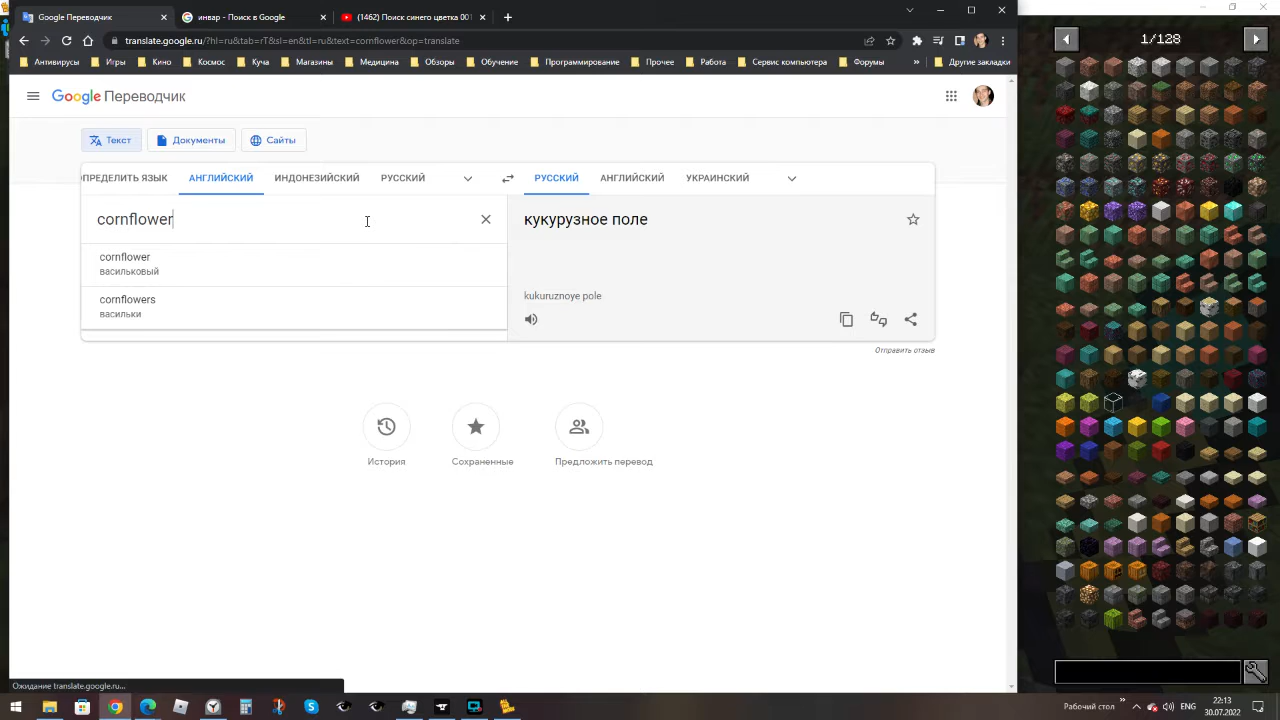 Google Переводчик
инвар - Поиск в Google
(1462) Поиск синего цветка 001
translate.google.ru/?hl=ru&tab=rT&sl=en&tl=ru&text=cornflower&op=translate
Антивирусы Игры Кино Космос Куча Магазины Медицина Обзоры Обучение Программирование Прочее Работа Сервис компьютера Форумы » Другие закладки
Google Переводчик
Текст Документы Сайты
ОПРЕДЕЛИТЬ ЯЗЫК АНГЛИЙСКИЙ ИНДОНЕЗИЙСКИЙ РУССКИЙ
РУССКИЙ АНГЛИЙСКИЙ УКРАИНСКИЙ
cornflower
кукурузное поле
cornflower
васильковый
cornflowers
васильки
kukuruznoye pole
Отправить отзыв
История Сохраненные Предложить перевод
Ожидание translate.google.ru...
1/128
Рабочий стол » ENG
22:13
30.07.2022